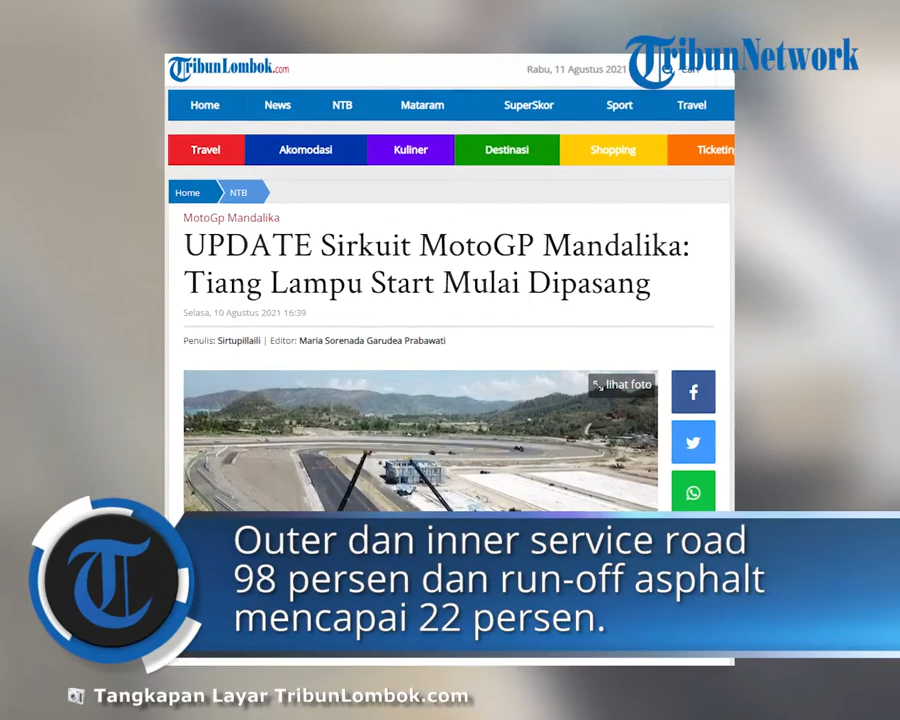 TribunNetwork
TribunLombok.com
Rabu, 11 Agustus 2021
Home News NTB Mataram SuperSkor Sport Travel
Travel Akomodasi Kuliner Destinasi Shopping Ticketing
Home NTB
MotoGp Mandalika
UPDATE Sirkuit MotoGP Mandalika:
Tiang Lampu Start Mulai Dipasang
Selasa, 10 Agustus 2021 16:39
Penulis: Sirtupillaili | Editor: Maria Sorenada Garudea Prabawati
lihat foto
Outer dan inner service road
98 persen dan run-off asphalt
mencapai 22 persen.
Tangkapan Layar TribunLombok.com